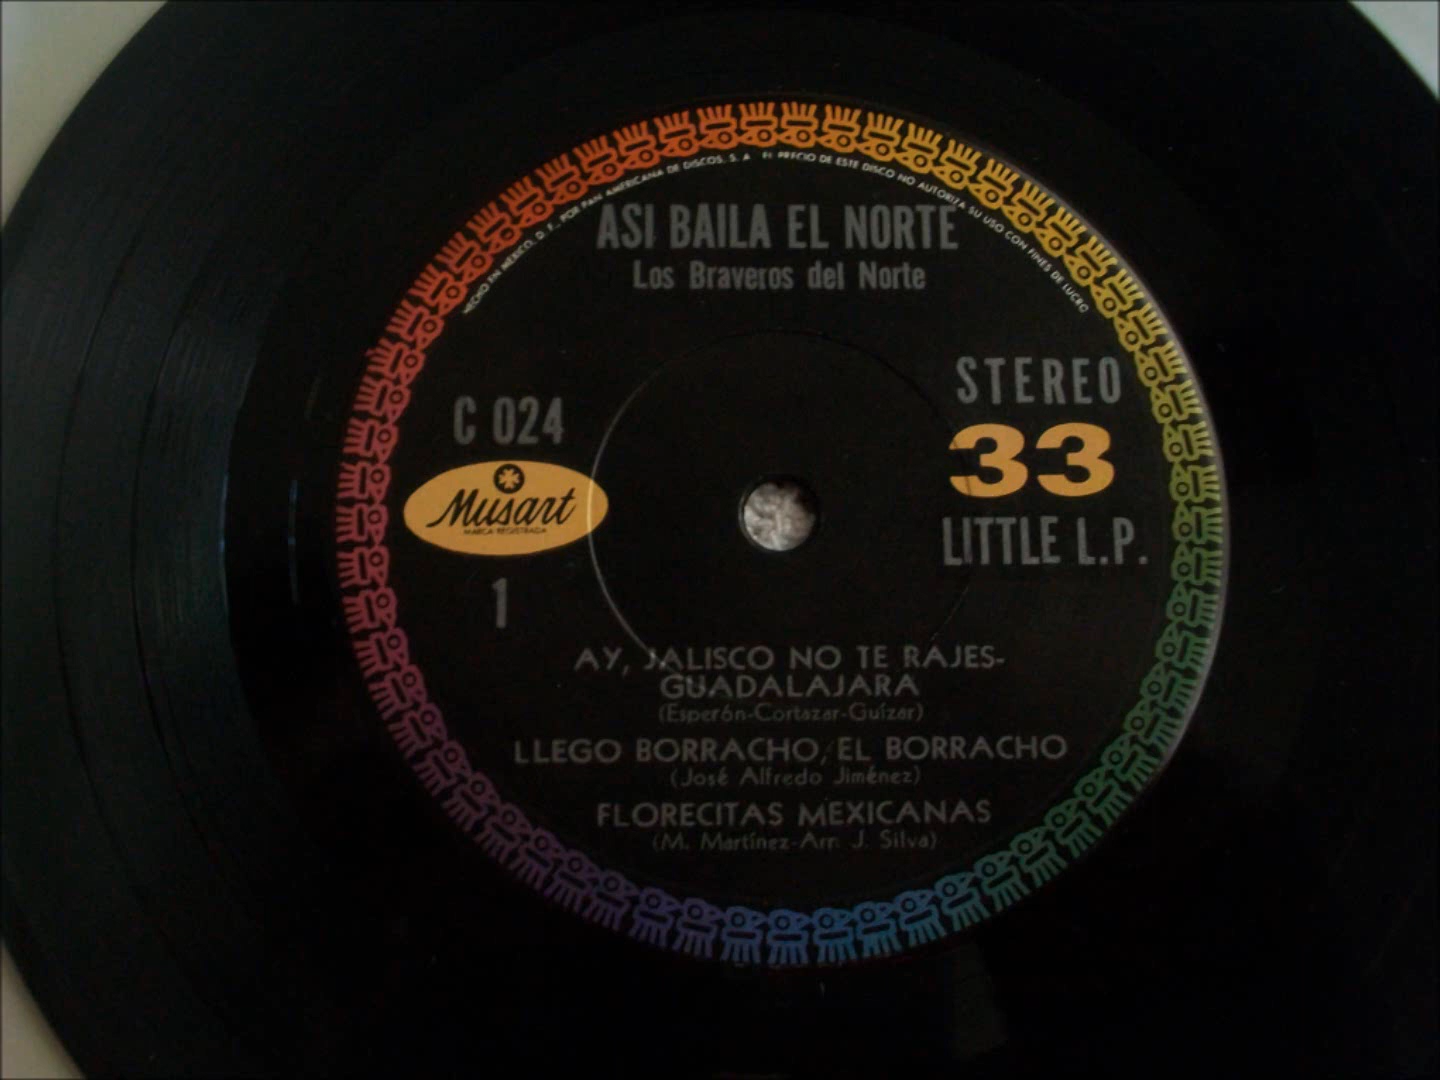 HECHO EN MEXICO, D. F., POR PAN AMERICANA DE DISCOS, S. A EL PRECIO DE ESTE DISCO NO AUTORIZA SU USO CON FINES DE LUCRO
ASI BAILA EL NORTE
Los Braveros del Norte
STEREO
C 024
33
Musart
MARCA REGISTRADA
LITTLE L.P.
1
AY, JALISCO NO TE RAJES-
GUADALAJARA
(Esperón-Cortazar-Guízar)
LLEGO BORRACHO, EL BORRACHO
(José Alfredo Jiménez)
FLORECITAS MEXICANAS
(M. Martínez-Arr. J. Silva)